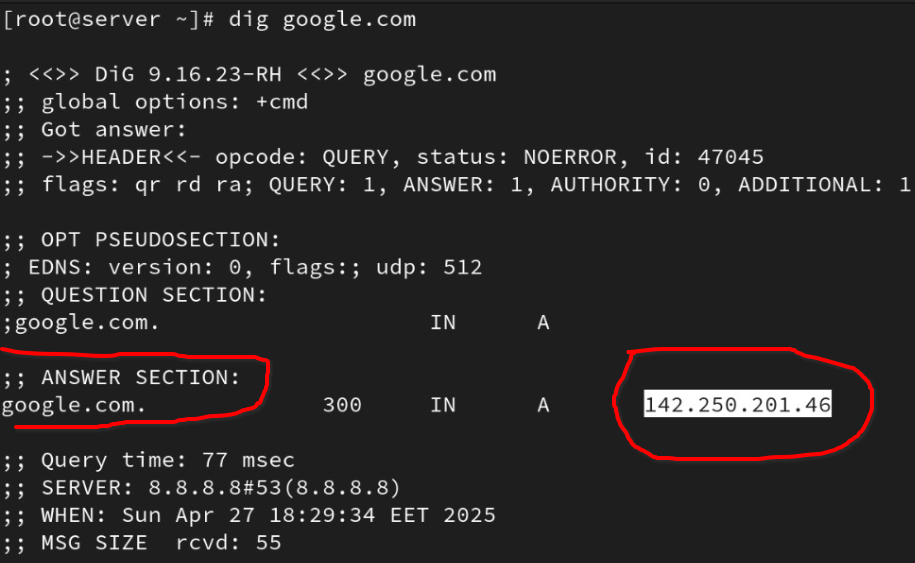 [root@server ~]# dig google.com
; <<>> DiG 9.16.23-RH <<>> google.com
;; global options: +cmd
;; Got answer:
;; ->>HEADER<<- opcode: QUERY, status: NOERROR, id: 47045
;; flags: qr rd ra; QUERY: 1, ANSWER: 1, AUTHORITY: 0, ADDITIONAL: 1
;; OPT PSEUDOSECTION:
; EDNS: version: 0, flags:; udp: 512
;; QUESTION SECTION:
;google.com. IN A
;; ANSWER SECTION:
google.com. 300 IN A 142.250.201.46
;; Query time: 77 msec
;; SERVER: 8.8.8.8#53(8.8.8.8)
;; WHEN: Sun Apr 27 18:29:34 EET 2025
;; MSG SIZE rcvd: 55